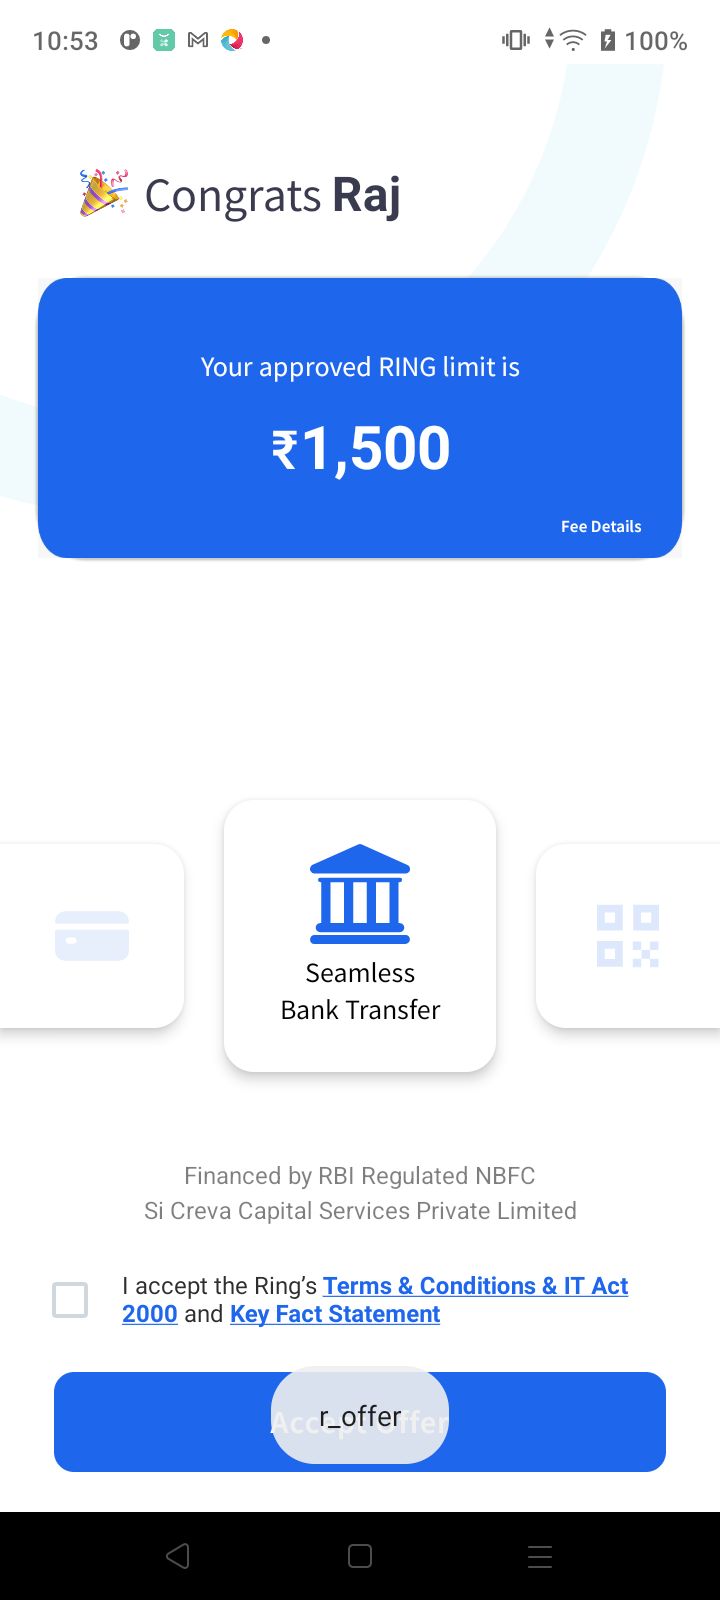 10:53 100%
Congrats Raj
Your approved RING limit is
₹1,500
Fee Details
Seamless
Bank Transfer
Financed by RBI Regulated NBFC
Si Creva Capital Services Private Limited
I accept the Ring’s Terms & Conditions & IT Act
2000 and Key Fact Statement
Accept Offer
r_offer